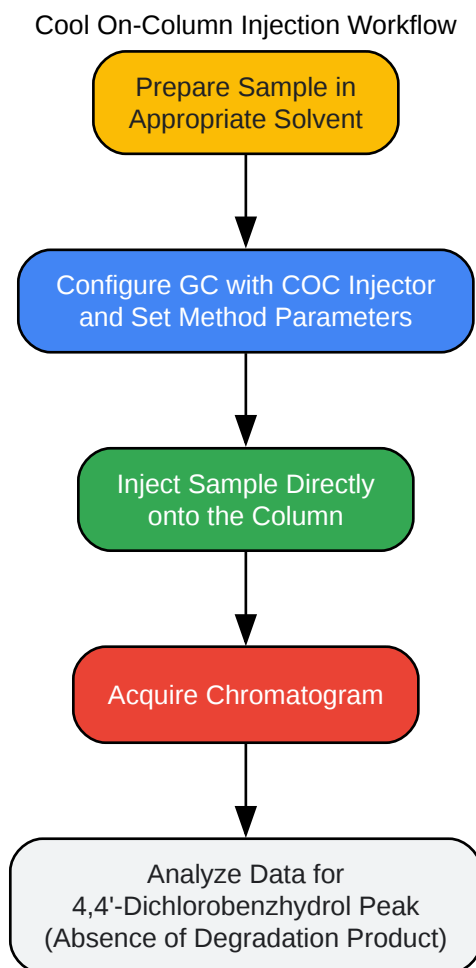 Cool On-Column Injection Workflow
Prepare Sample in
Appropriate Solvent
Configure GC with COC Injector
and Set Method Parameters
Inject Sample Directly
onto the Column
Acquire Chromatogram
Analyze Data for
4,4'-Dichlorobenzhydrol Peak
(Absence of Degradation Product)